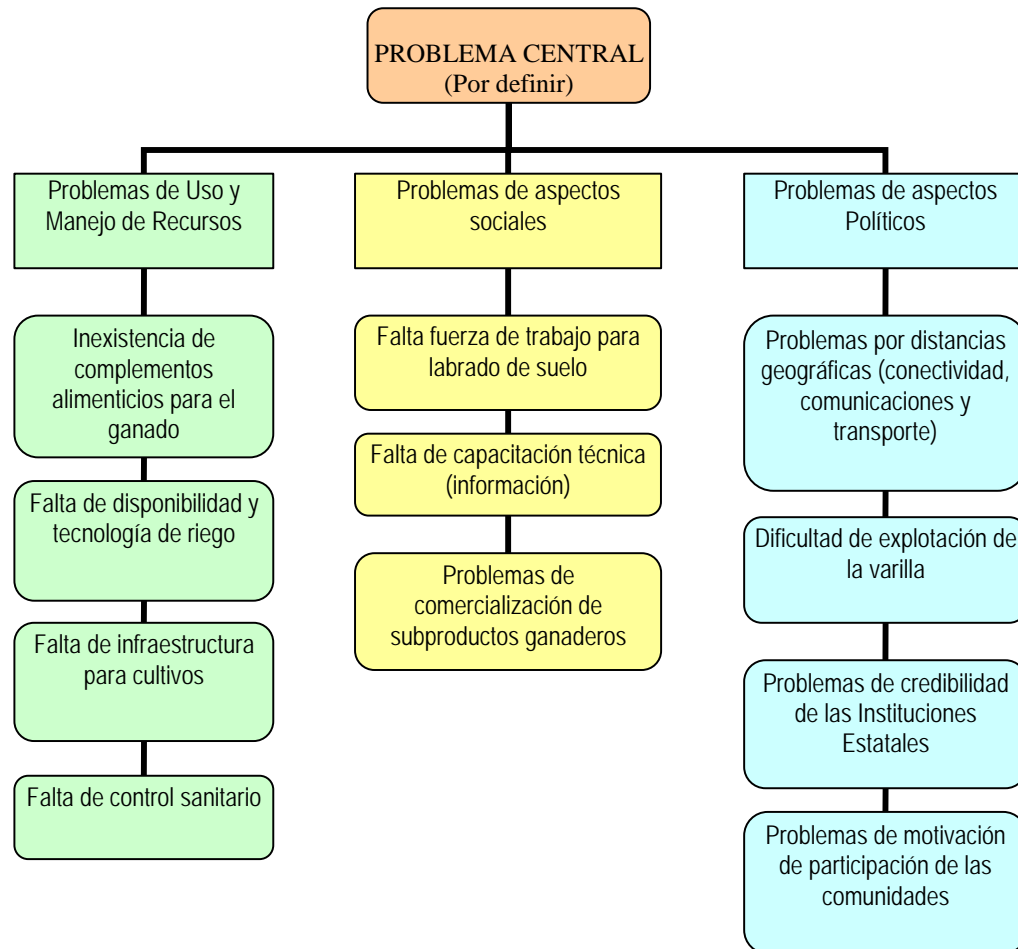 PROBLEMA CENTRAL
(Por definir)
Problemas de Uso y
Manejo de Recursos
Inexistencia de
complementos
alimenticios para el
ganado
Falta de disponibilidad y
tecnología de riego
Falta de infraestructura
para cultivos
Falta de control sanitario
Problemas de aspectos
sociales
Falta fuerza de trabajo para
labrado de suelo
Falta de capacitación técnica
(información)
Problemas de
comercialización de
subproductos ganaderos
Problemas de aspectos
Políticos
Problemas por distancias
geográficas (conectividad,
comunicaciones y
transporte)
Dificultad de explotación de
la varilla
Problemas de credibilidad
de las Instituciones
Estatales
Problemas de motivación
de participación de las
comunidades